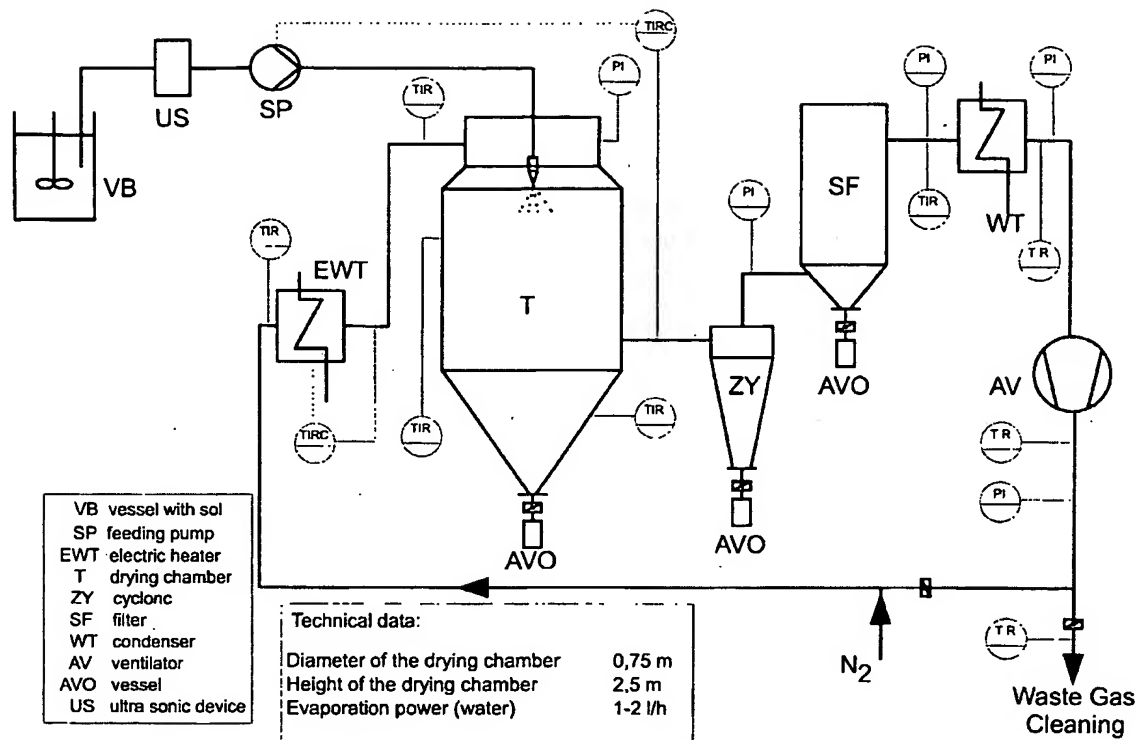 TIRC
PI
PI
PI
TIR
US
SP
VB
SF
PI
TIR
WT
TR
TIR
EWT
T
ZY
AVO
AV
TIRC
TIR
TIR
TR
PI
AVO
AVO
VB vessel with sol
SP feeding pump
EWT electric heater
T drying chamber
ZY cyclone
SF filter
WT condenser
AV ventilator
AVO vessel
US ultra sonic device
Technical data:
Diameter of the drying chamber 0,75 m
Height of the drying chamber 2,5 m
Evaporation power (water) 1-2 l/h
N2
TR
Waste Gas
Cleaning